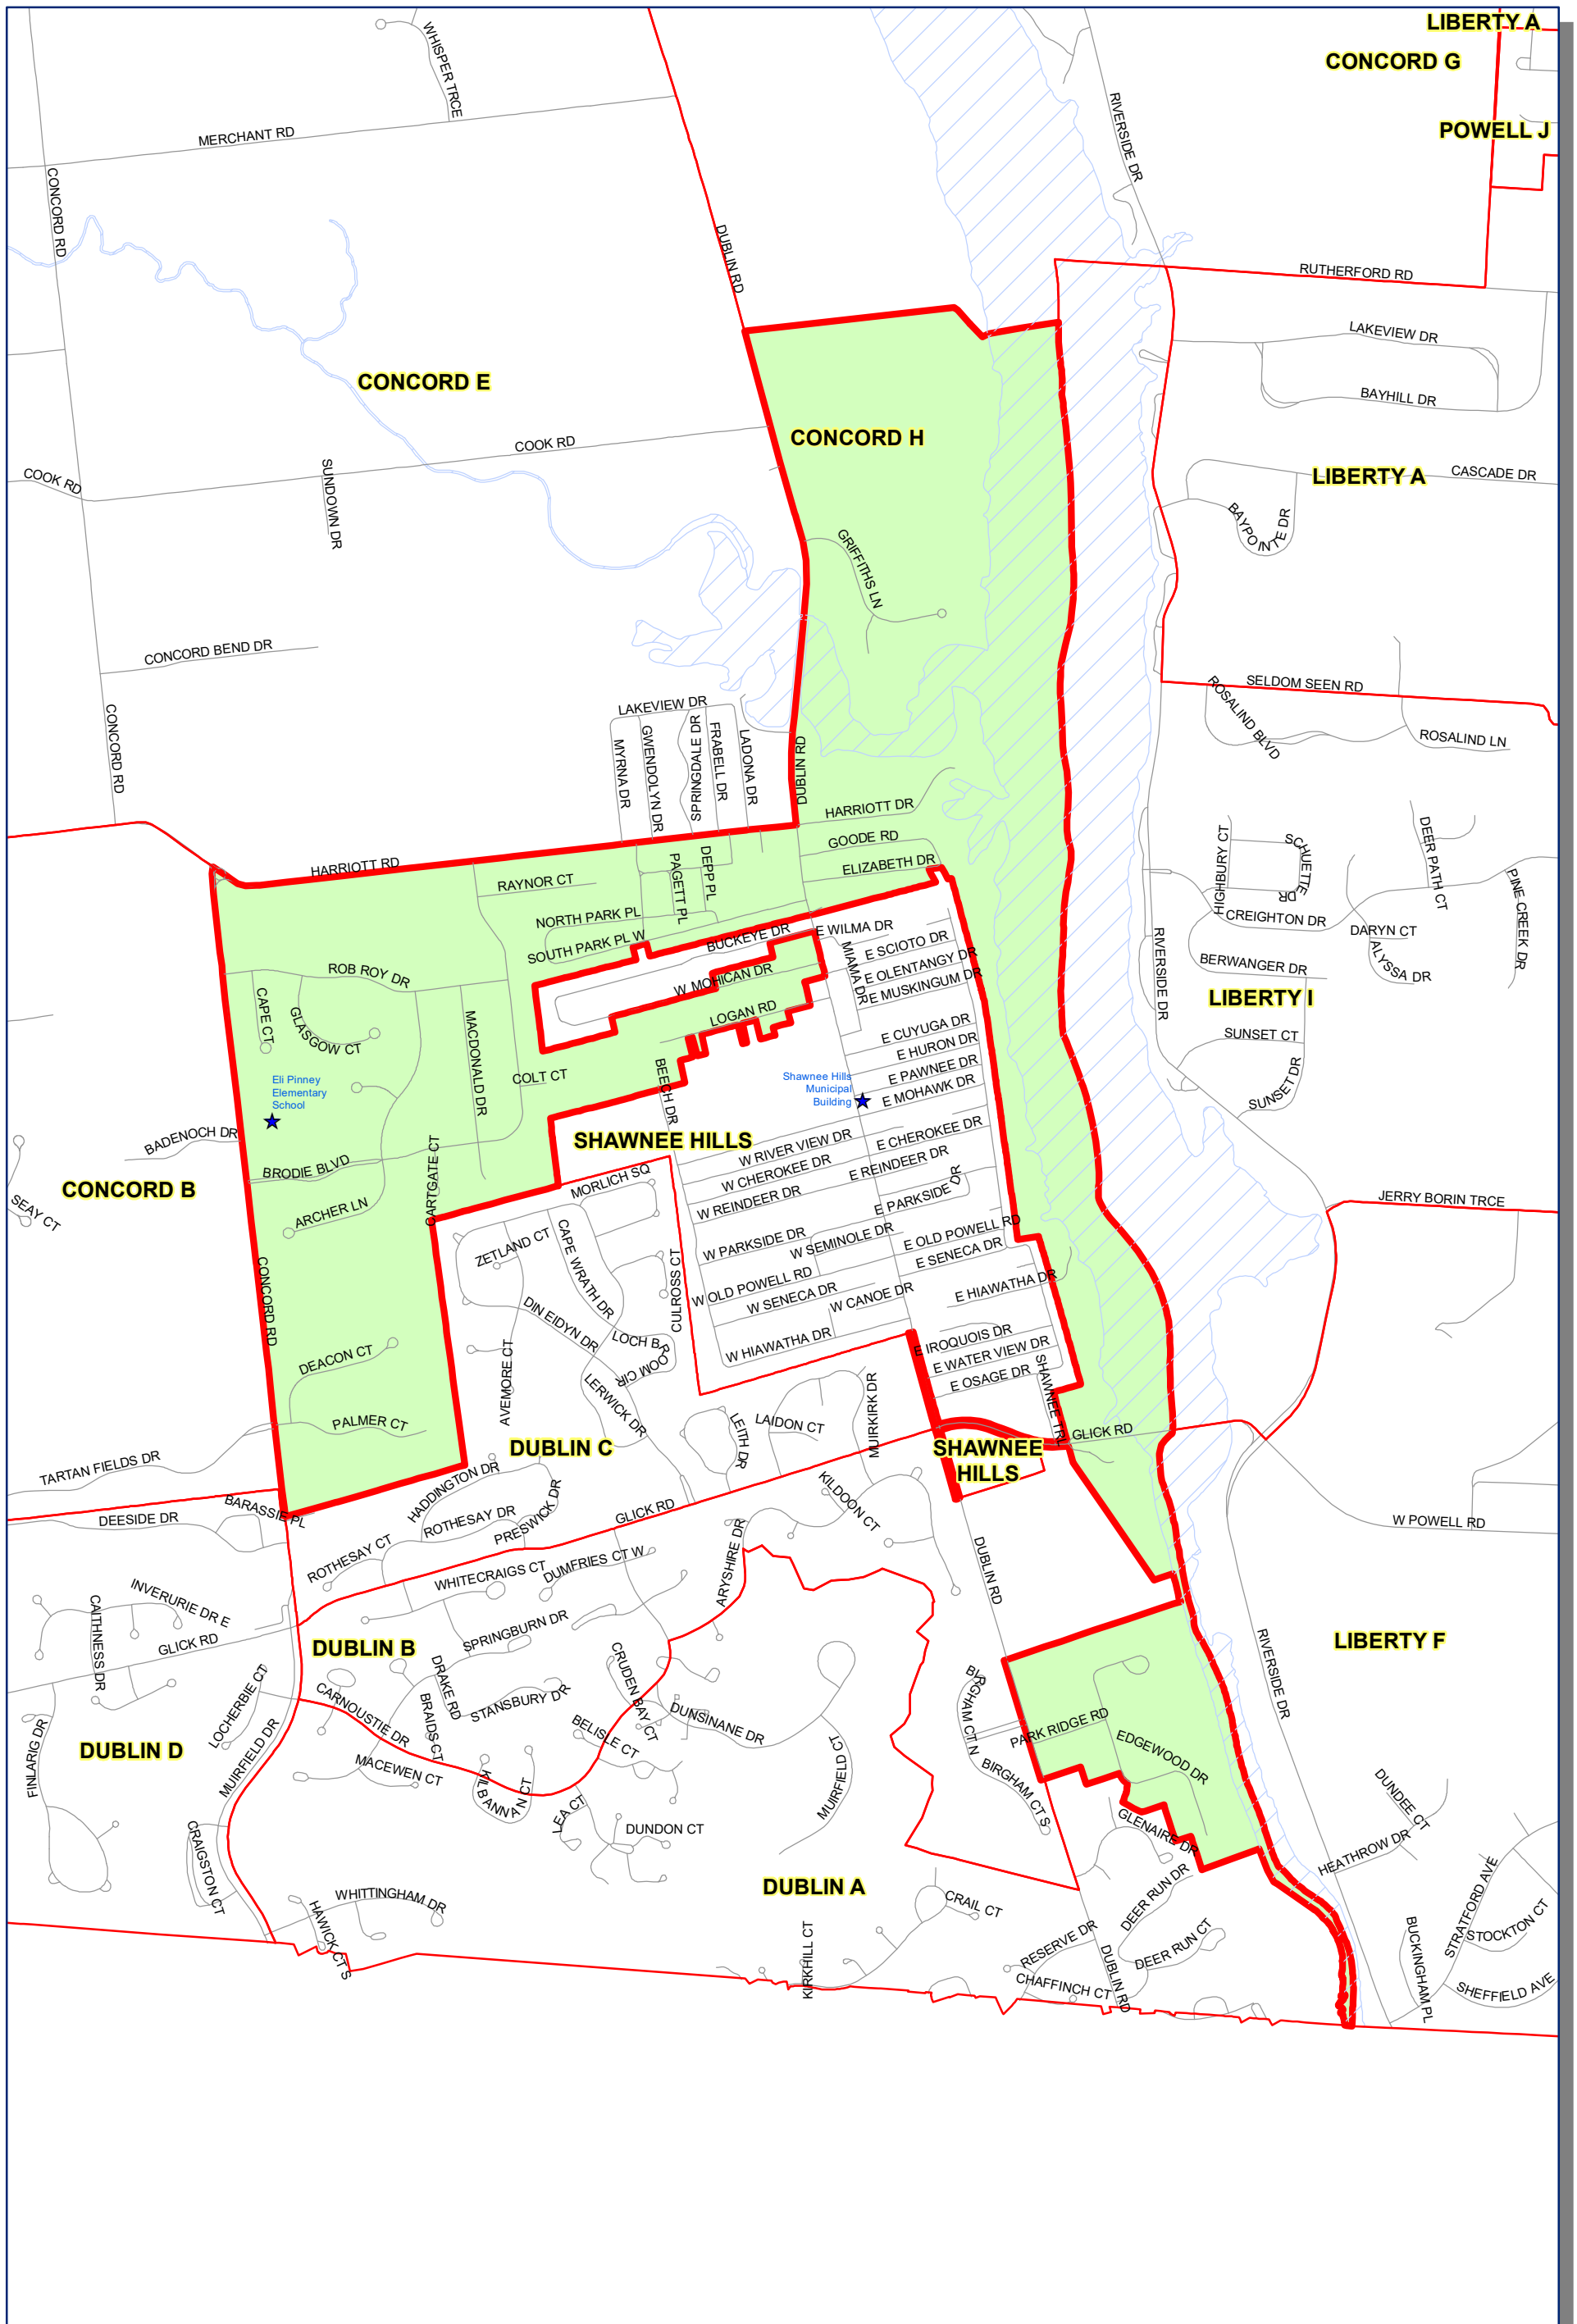 LIBERTY A
CONCORD G
WHISPER TRCE
RIVERSIDE DR
POWELL J
MERCHANT RD
CONCORD RD
DUBLIN RD
RUTHERFORD RD
LAKEVIEW DR
CONCORD E
BAYHILL DR
CONCORD H
COOK RD
COOK RD
SUNDOWN DR
LIBERTY A
CASCADE DR
BAYPOINTE DR
GRIFFITHS LN
CONCORD BEND DR
SELDOM SEEN RD
ROSALIND BLVD
ROSALIND LN
CONCORD RD
LAKEVIEW DR
MYRNA DR
GWENDOLYN DR
SPRINGDALE DR
FRABELL DR
LADONA DR
DUBLIN RD
HARRIOTT DR
GOODE RD
ELIZABETH DR
HARRIOTT RD
RAYNOR CT
PAGETT PL
DEPP PL
NORTH PARK PL
SOUTH PARK PL W
BUCKEYE DR
E WILMA DR
HIGHBURY CT
SCHUETTE DR
DEER PATH CT
PINE CREEK DR
CREIGHTON DR
DARYN CT
ALYSSA DR
BERWANGER DR
RIVERSIDE DR
LIBERTY I
ROB ROY DR
CAPE CT
GLASGOW CT
MACDONALD DR
W MOHICAN DR
LOGAN RD
MIAMA DR
E SCIOTO DR
E OLENTANGY DR
E MUSKINGUM DR
E CUYUGA DR
E HURON DR
E PAWNEE DR
E MOHAWK DR
SUNSET CT
SUNSET DR
Eli Pinney
Elementary
School
COLT CT
BEECH DR
Shawnee Hills
Municipal
Building
BADENOCH DR
SHAWNEE HILLS
W RIVER VIEW DR
E CHEROKEE DR
W CHEROKEE DR
E REINDEER DR
W REINDEER DR
E PARKSIDE DR
CONCORD B
SEAY CT
BRODIE BLVD
ARCHER LN
CARTGATE CT
MORLICH SQ
JERRY BORIN TRCE
ZETLAND CT
CAPE WRATH DR
W PARKSIDE DR
W SEMINOLE DR
E OLD POWELL RD
E SENECA DR
W OLD POWELL RD
W SENECA DR
W CANOE DR
E HIAWATHA DR
CONCORD RD
CULROSS CT
DIN EIDYN DR
W HIAWATHA DR
E IROQUOIS DR
E WATER VIEW DR
E OSAGE DR
SHAWNEE TRL
DEACON CT
AVEMORE CT
LERWICK DR
PALMER CT
LEITH DR
LAIDON CT
MUIRKIRK DR
GLICK RD
DUBLIN C
SHAWNEE
HILLS
TARTAN FIELDS DR
HADDINGTON DR
KILDOON CT
DEESIDE DR
BARASSIE PL
ROTHESAY DR
PRESWICK DR
GLICK RD
W POWELL RD
ROTHESAY CT
WHITECRAIGS CT
DUMFRIES CT W
ARYSHIRE DR
DUBLIN RD
INVERURIE DR E
CAITHNESS DR
GLICK RD
DUBLIN B
SPRINGBURN DR
LIBERTY F
RIVERSIDE DR
LOCHERBIE CT
DRAKE RD
BRAIDS CT
STANSBURY DR
CRUDEN BAY CT
DUNSINANE DR
BIRGHAM CT N
PARK RIDGE RD
EDGEWOOD DR
CARNOUSTIE DR
BELISLE CT
DUBLIN D
FINLARIG DR
MUIRFIELD DR
MACEWEN CT
KILBANNAN CT
MUIRFIELD CT
BIRGHAM CT S
DUNDEE CT
LEA CT
DUNDON CT
GLENAIRE DR
HEATHROW DR
CRAIGSTON CT
DUBLIN A
DEER RUN DR
WHITTINGHAM DR
HAWICK CT S
CRAIL CT
KIRKHILL CT
RESERVE DR
DUBLIN RD
DEER RUN CT
CHAFFINCH CT
STRATFORD AVE
STOCKTON CT
BUCKINGHAM PL
SHEFFIELD AVE